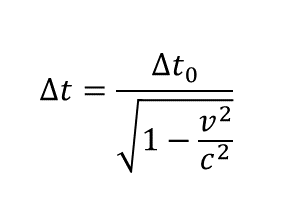 Δt = Δt₀ / √(1 − v²/c²)